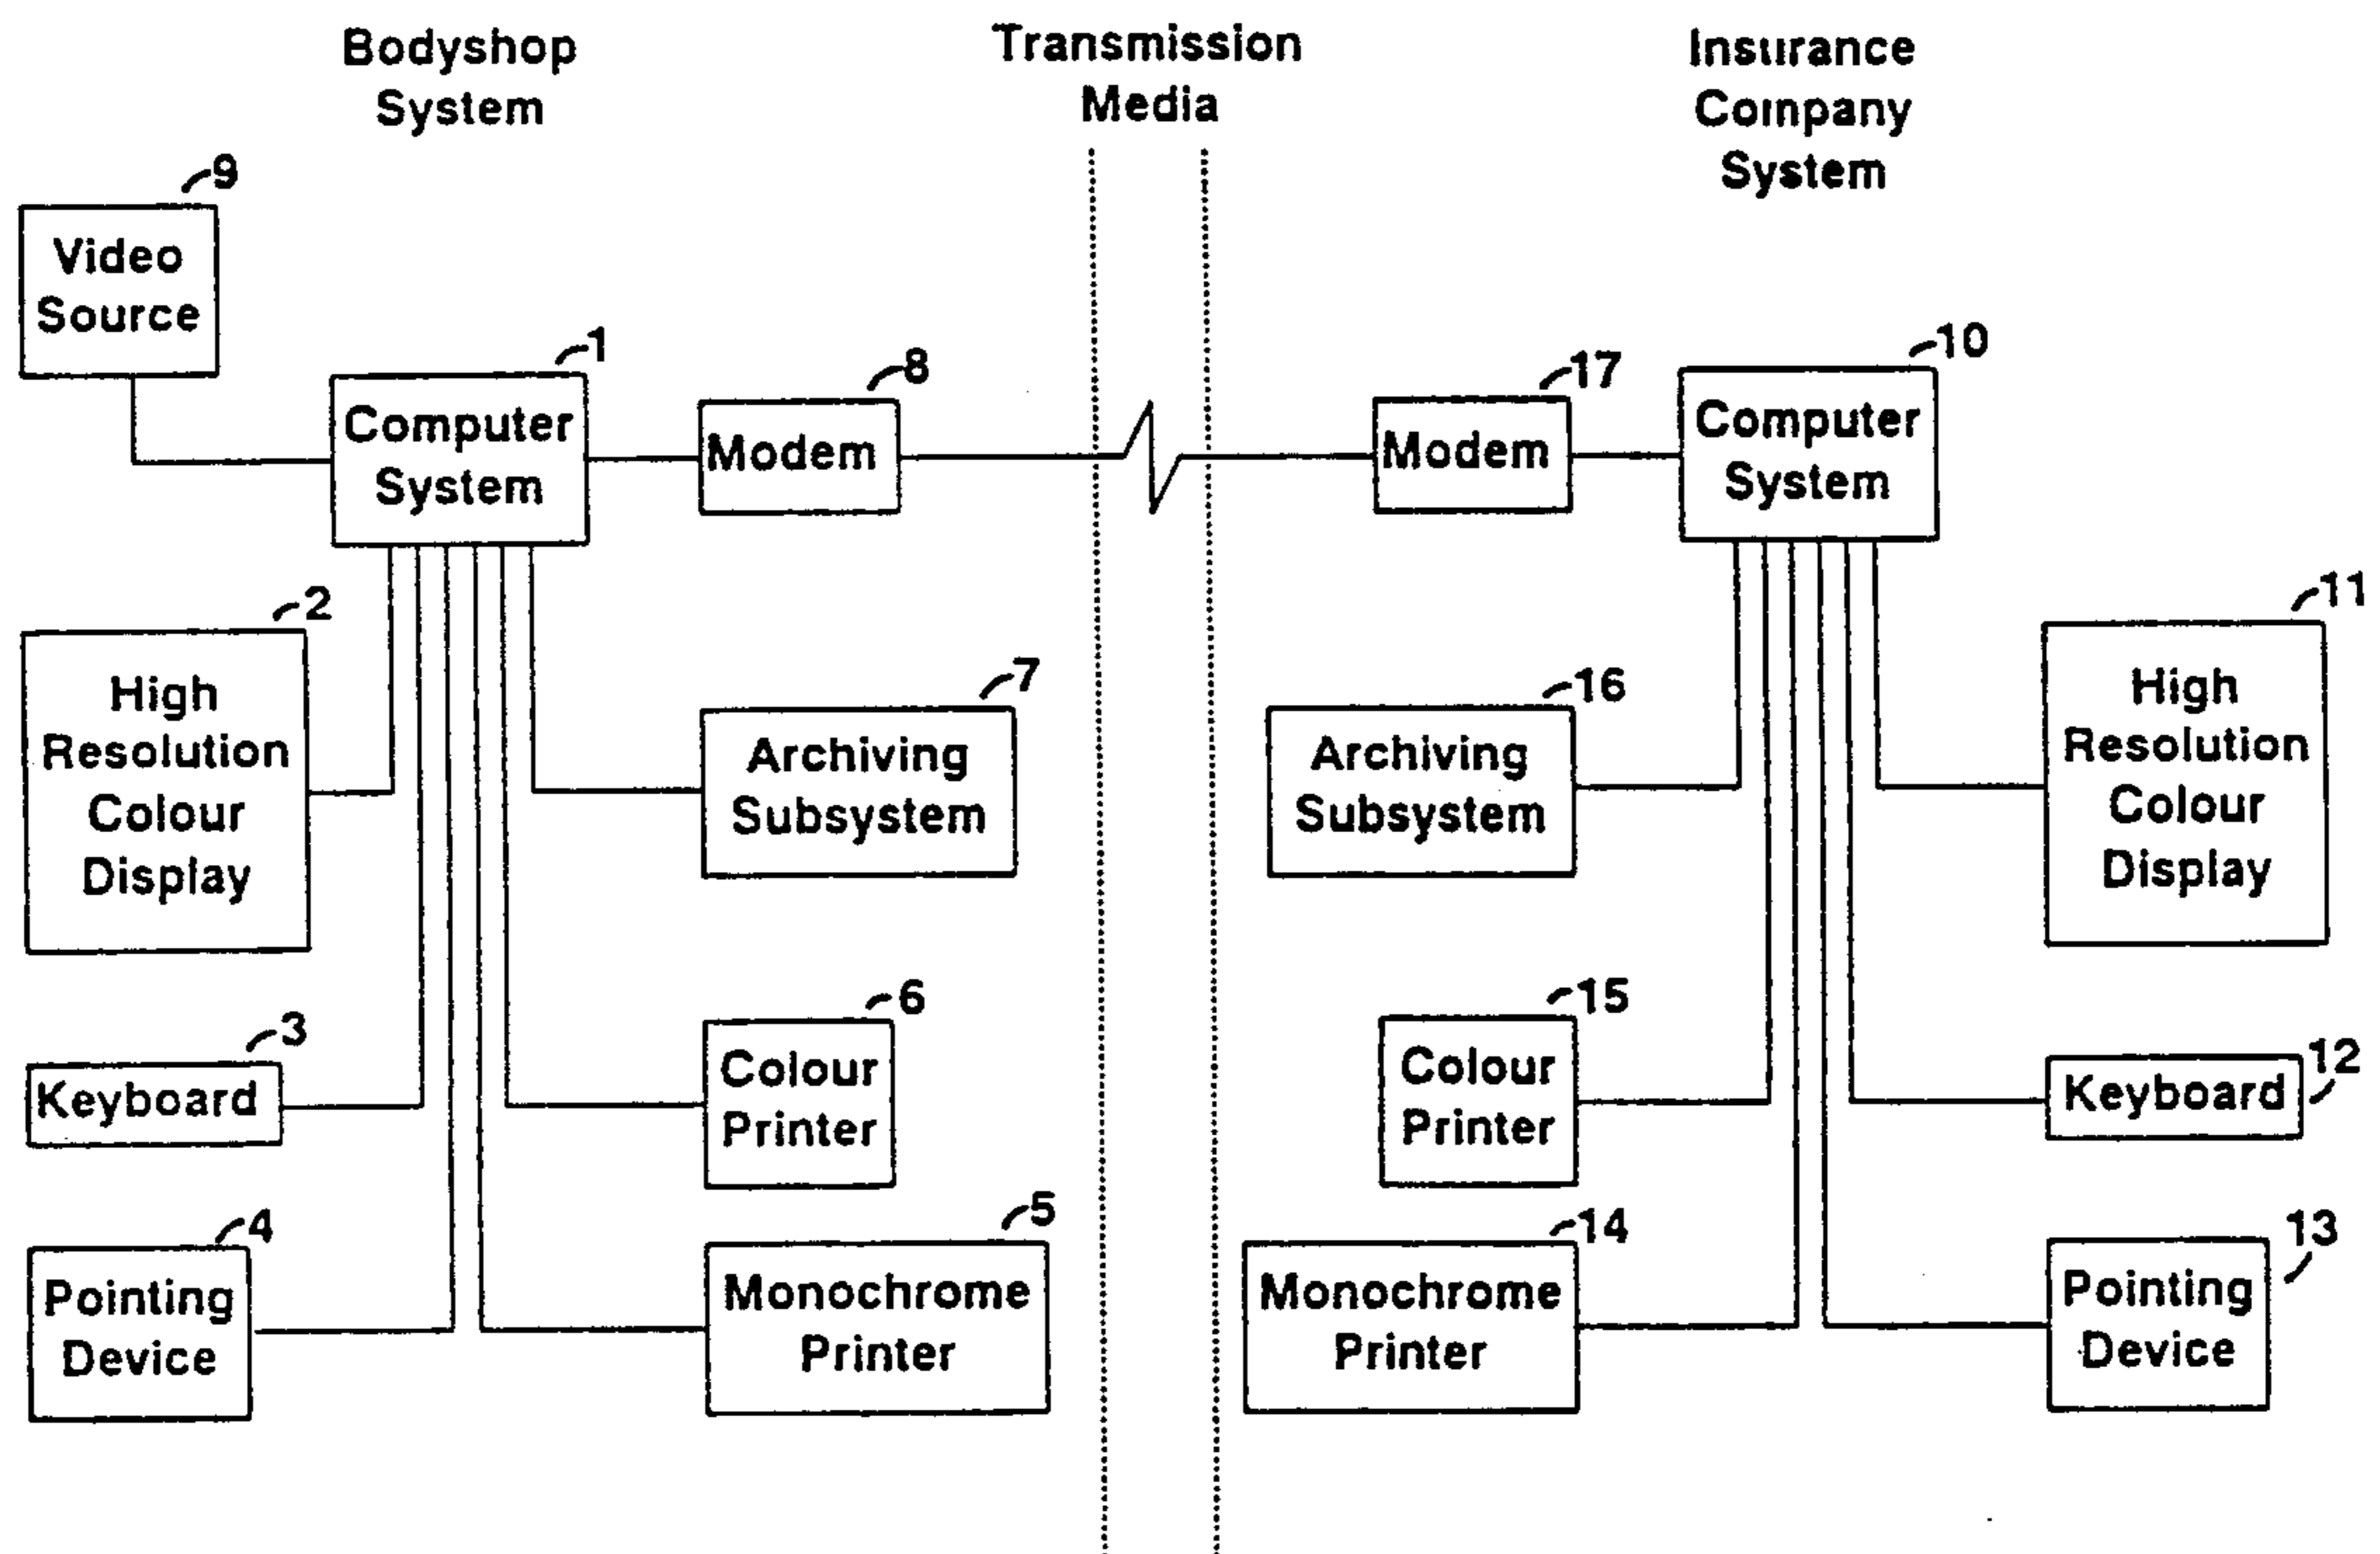 Bodyshop
System
Transmission
Media
Insurance
Company
System
9
Video
Source
1
Computer
System
8
Modem
17
Modem
10
Computer
System
2
High
Resolution
Colour
Display
7
Archiving
Subsystem
16
Archiving
Subsystem
11
High
Resolution
Colour
Display
3
Keyboard
6
Colour
Printer
15
Colour
Printer
12
Keyboard
4
Pointing
Device
5
Monochrome
Printer
14
Monochrome
Printer
13
Pointing
Device